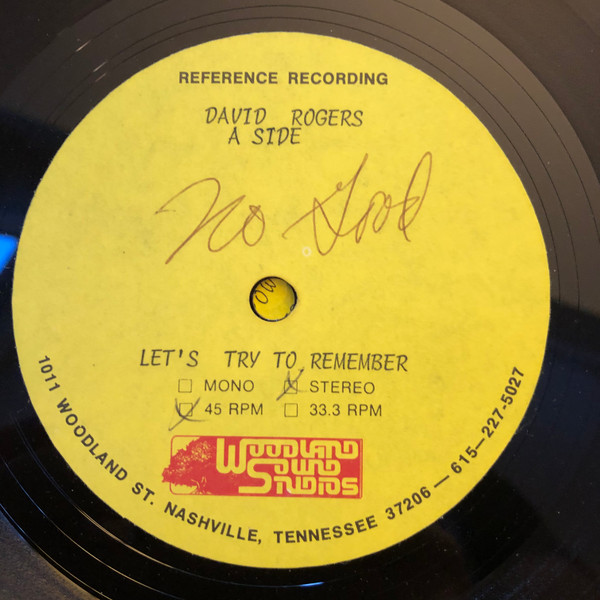 REFERENCE RECORDING
DAVID ROGERS
A SIDE
No Good
LET'S TRY TO REMEMBER
MONO STEREO
45 RPM 33.3 RPM
WOODLAND
SOUND
STUDIOS
1011 WOODLAND ST. NASHVILLE, TENNESSEE 37206 — 615—227-5027